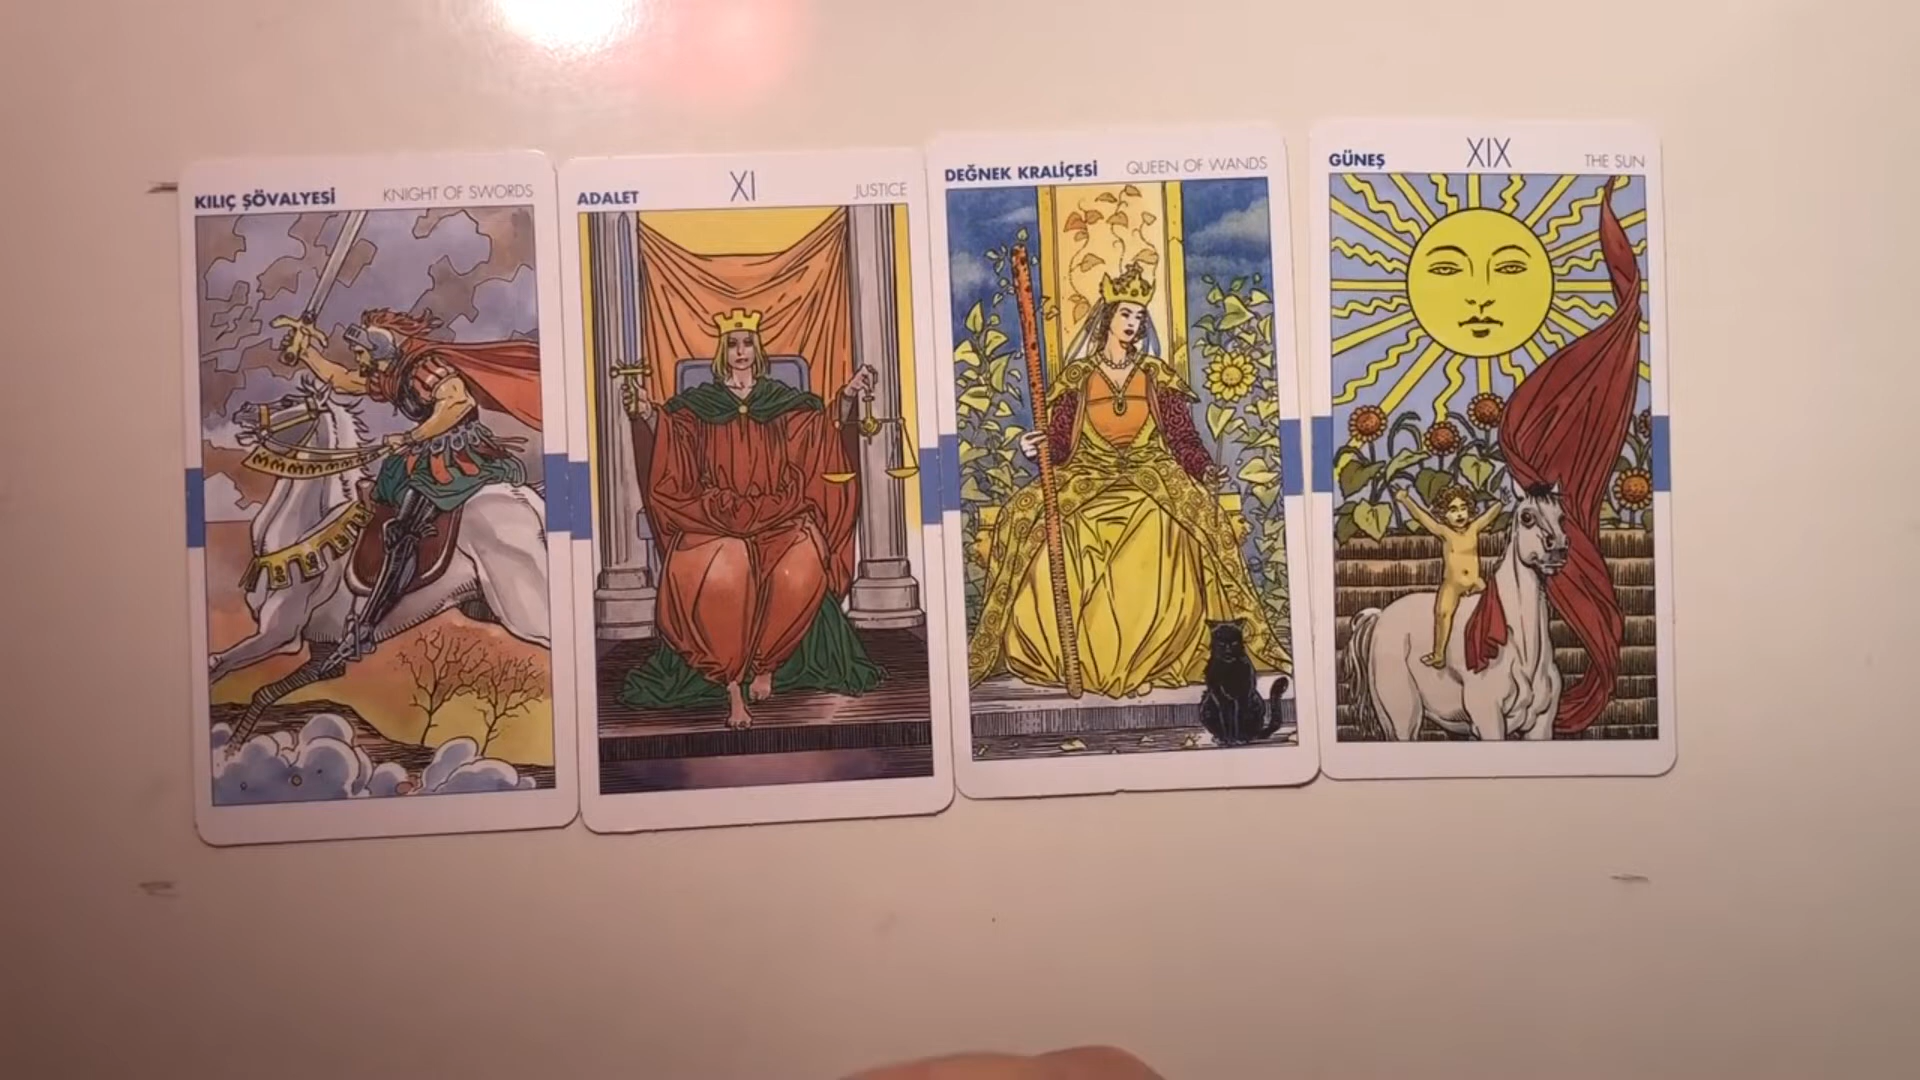 KILIÇ ŞÖVALYESİ KNIGHT OF SWORDS
ADALET XI JUSTICE
DEĞNEK KRALİÇESİ QUEEN OF WANDS
GÜNEŞ XIX THE SUN